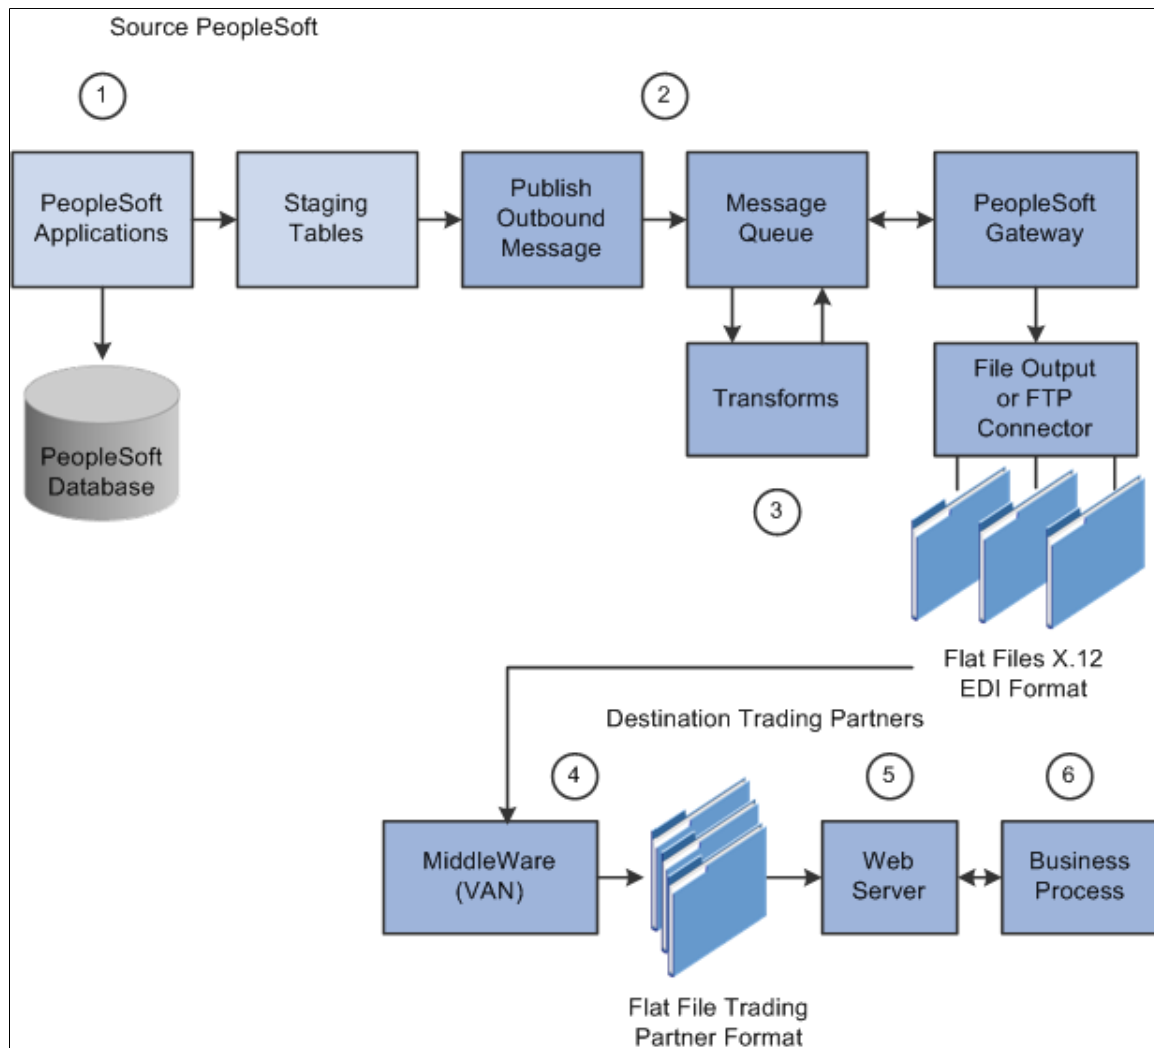 Source PeopleSoft
1
2
PeopleSoft
Applications
Staging
Tables
Publish
Outbound
Message
Message
Queue
PeopleSoft
Gateway
Transforms
File Output
or FTP
Connector
PeopleSoft
Database
3
Flat Files X.12
EDI Format
Destination Trading Partners
4
5
6
MiddleWare
(VAN)
Web
Server
Business
Process
Flat File Trading
Partner Format